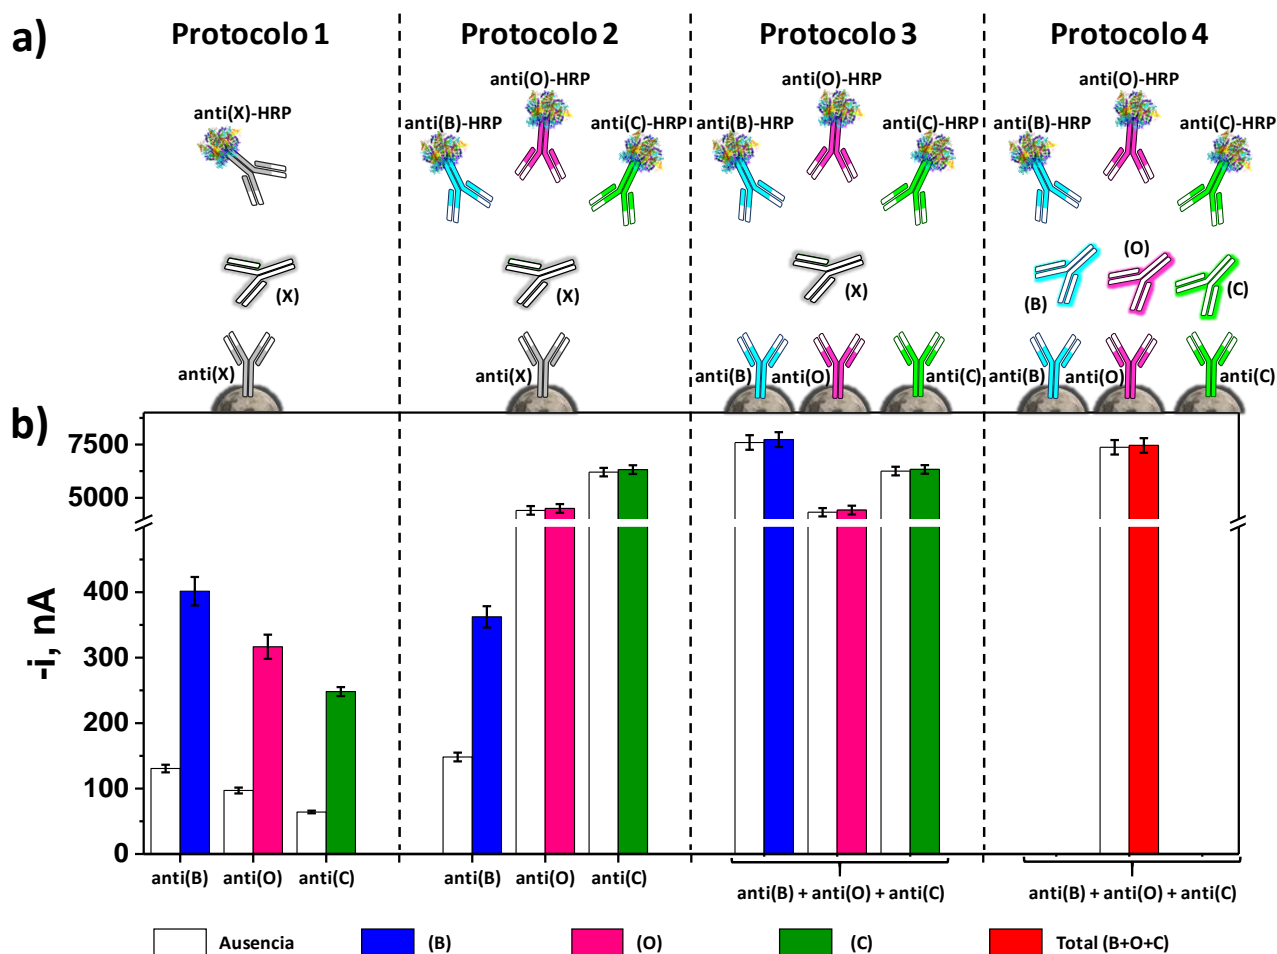 a)
Protocolo 1
Protocolo 2
Protocolo 3
Protocolo 4
anti(X)-HRP
anti(O)-HRP
anti(B)-HRP
anti(C)-HRP
anti(O)-HRP
anti(B)-HRP
anti(C)-HRP
anti(O)-HRP
anti(B)-HRP
anti(C)-HRP
(X)
(X)
(X)
(B)
(O)
(C)
anti(X)
anti(X)
anti(B)
anti(O)
anti(C)
anti(B)
anti(O)
anti(C)
b)
-i, nA
7500
5000
400
300
200
100
0
anti(B)
anti(O)
anti(C)
anti(B)
anti(O)
anti(C)
anti(B) + anti(O) + anti(C)
anti(B) + anti(O) + anti(C)
Ausencia
(B)
(O)
(C)
Total (B+O+C)